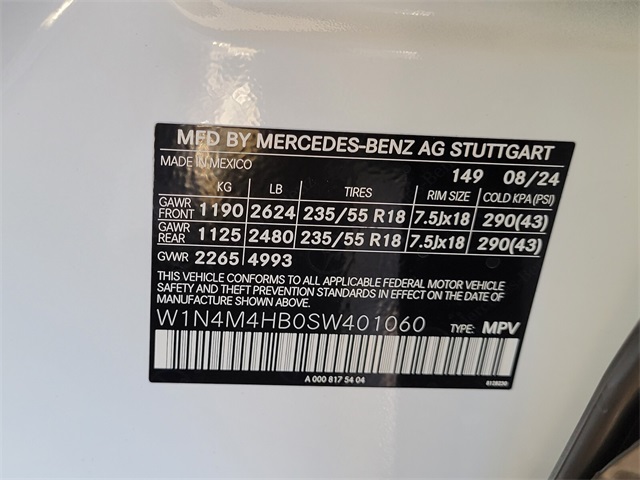 MFD BY MERCEDES-BENZ AG STUTTGART
MADE IN MEXICO 149 08/24
KG LB TIRES RIM SIZE COLD KPA(PSI)
GAWR FRONT 1190 2624 235/55 R18 7.5Jx18 290(43)
GAWR REAR 1125 2480 235/55 R18 7.5Jx18 290(43)
GVWR 2265 4993
THIS VEHICLE CONFORMS TO ALL APPLICABLE FEDERAL MOTOR VEHICLE
SAFETY AND THEFT PREVENTION STANDARDS IN EFFECT ON THE DATE OF
MANUFACTURE SHOWN ABOVE.
W1N4M4HB0SW401060 TYPE: MPV
A 000 817 54 04